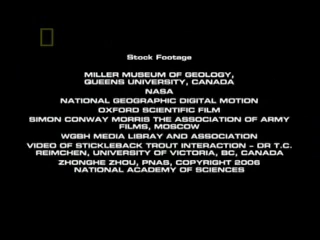 Stock Footage
MILLER MUSEUM OF GEOLOGY,
QUEENS UNIVERSITY, CANADA
NASA
NATIONAL GEOGRAPHIC DIGITAL MOTION
OXFORD SCIENTIFIC FILM
SIMON CONWAY MORRIS THE ASSOCIATION OF ARMY
FILMS, MOSCOW
WGBH MEDIA LIBRAY AND ASSOCIATION
VIDEO OF STICKLEBACK TROUT INTERACTION - DR T.C.
REIMCHEN, UNIVERSITY OF VICTORIA, BC, CANADA
ZHONGHE ZHOU, PNAS, COPYRIGHT 2006
NATIONAL ACADEMY OF SCIENCES